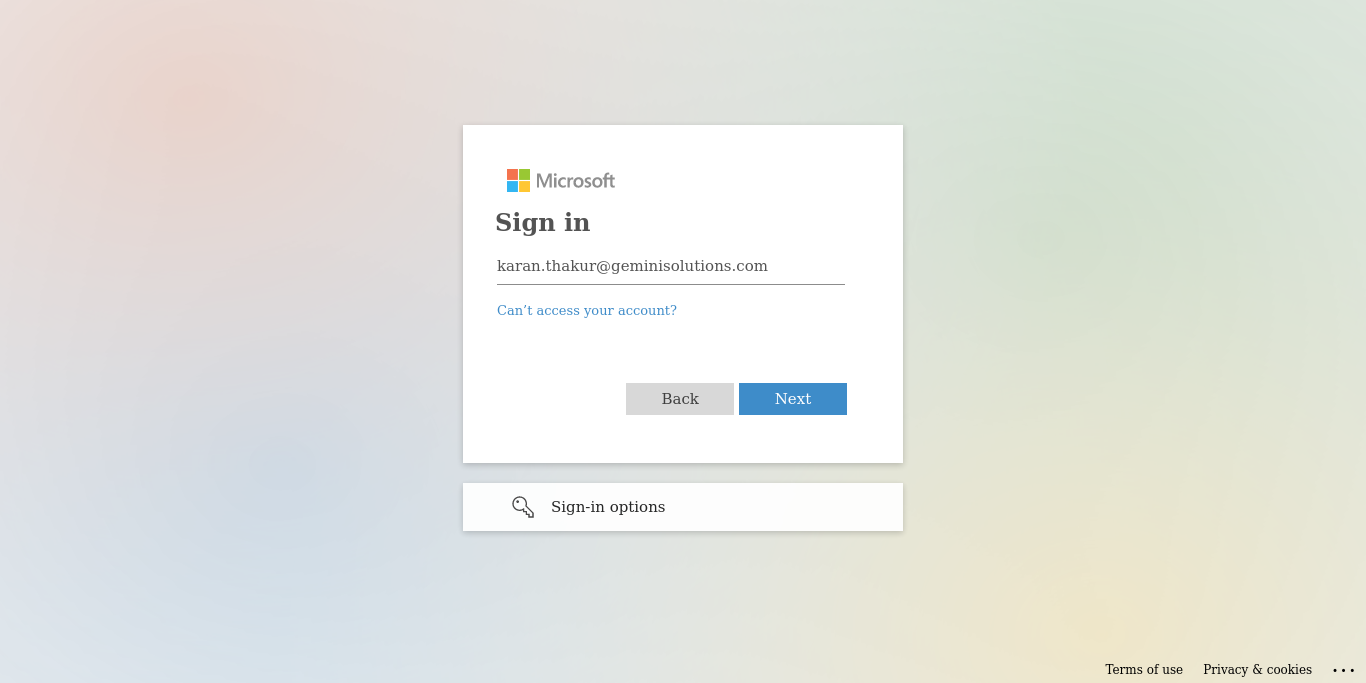 Microsoft
Sign in
karan.thakur@geminisolutions.com
Can’t access your account?
Back
Next
Sign-in options
Terms of use
Privacy & cookies